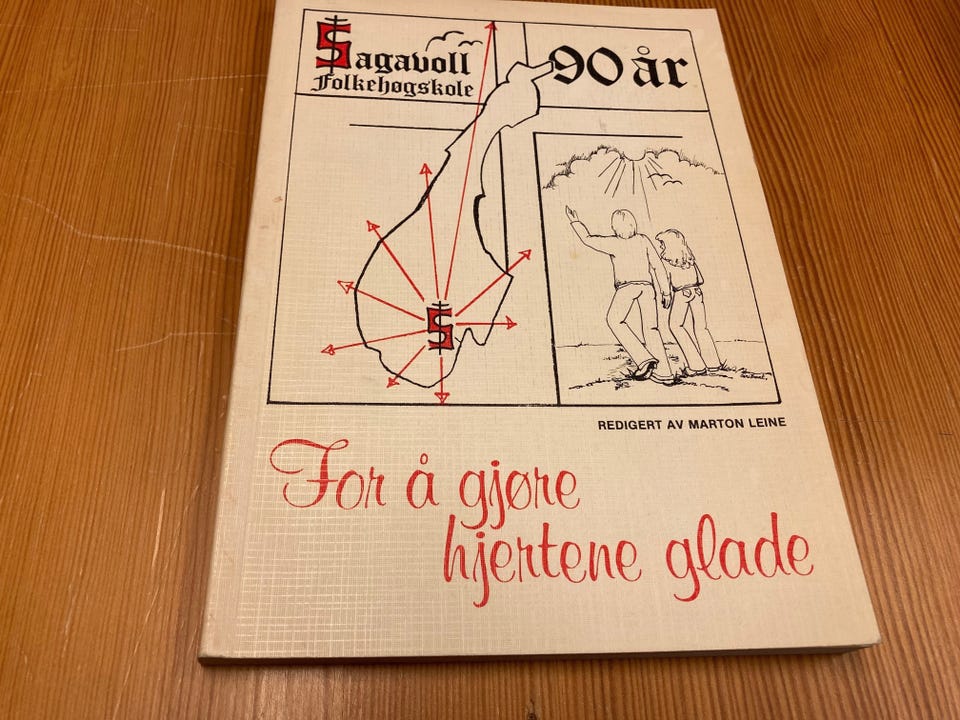 Sagavoll
Folkehøgskole
90 år
S
REDIGERT AV MARTON LEINE
For å gjøre
hjertene glade